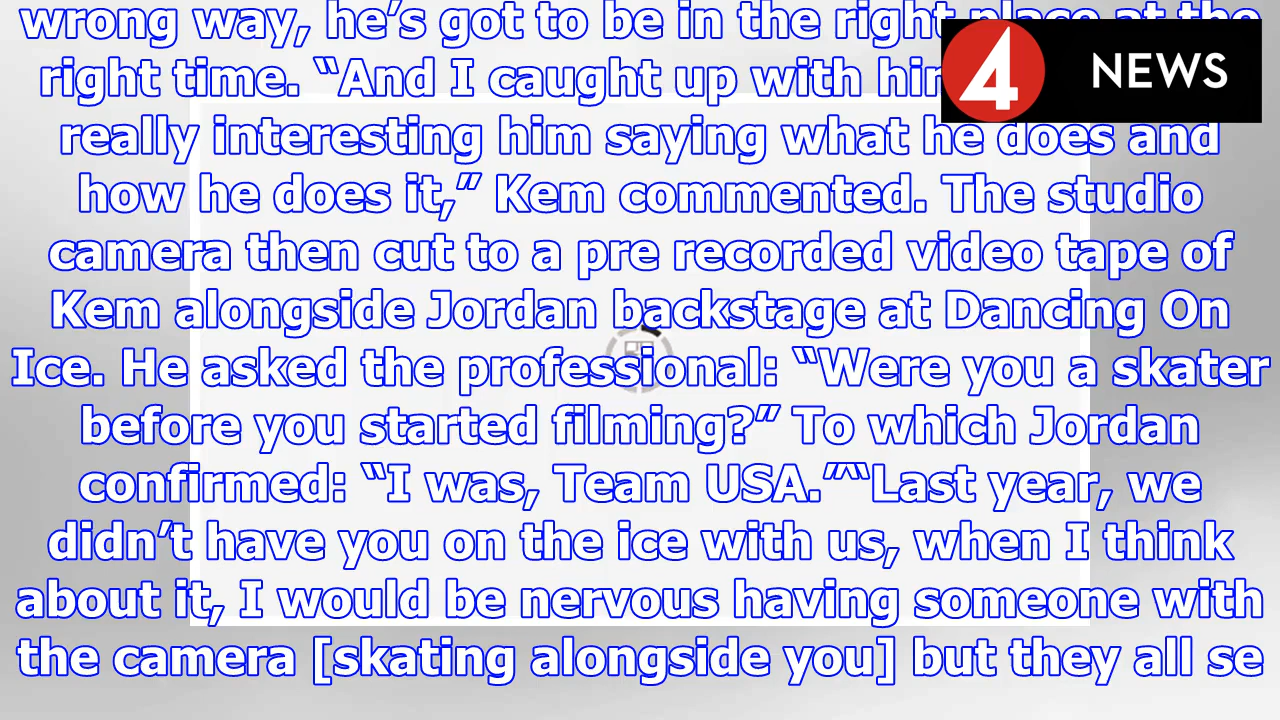 wrong way, he’s got to be in the right place at the
right time. “And I caught up with
really interesting him saying what he does and
how he does it,” Kem commented. The studio
camera then cut to a pre recorded video tape of
Kem alongside Jordan backstage at Dancing On
Ice. He asked the professional: “Were you a skater
before you started filming?” To which Jordan
confirmed: “I was, Team USA.”“Last year, we
didn’t have you on the ice with us, when I think
about it, I would be nervous having someone with
the camera [skating alongside you] but they all se
4 NEWS